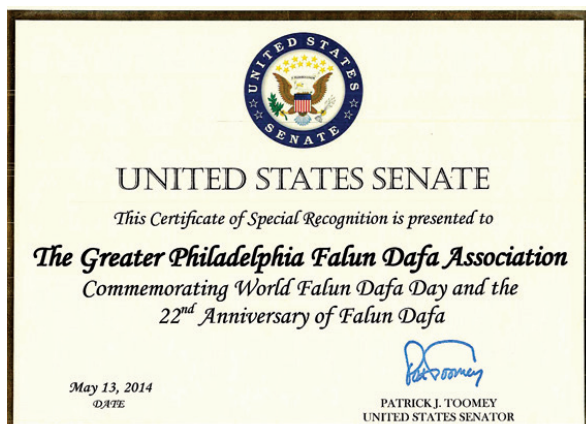 UNITED STATES SENATE
UNITED STATES SENATE
This Certificate of Special Recognition is presented to
The Greater Philadelphia Falun Dafa Association
Commemorating World Falun Dafa Day and the
22nd Anniversary of Falun Dafa
Pat Toomey
May 13, 2014
DATE
PATRICK J. TOOMEY
UNITED STATES SENATOR